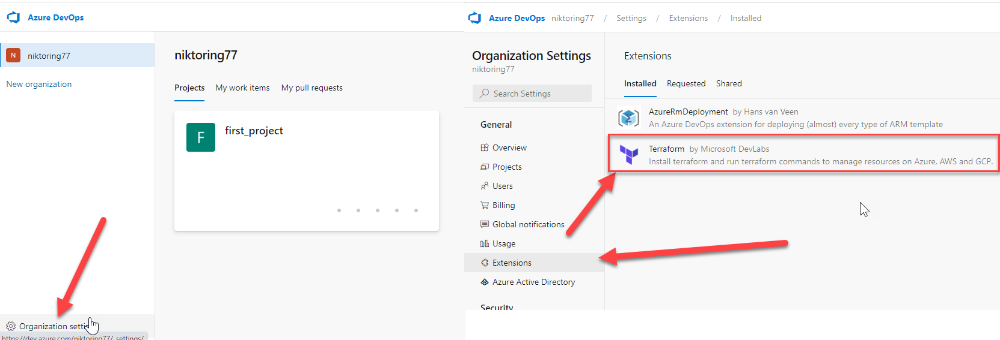 Azure DevOps
N niktoring77
New organization
niktoring77
Projects My work items My pull requests
F first_project
Organization setti
https://dev.azure.com/niktoring77/_settings/
Azure DevOps niktoring77 / Settings / Extensions / Installed
Organization Settings
niktoring77
Search Settings
General
Overview
Projects
Users
Billing
Global notifications
Usage
Extensions
Azure Active Directory
Security
Extensions
Installed Requested Shared
AzureRmDeployment by Hans van Veen
An Azure DevOps extension for deploying (almost) every type of ARM template
Terraform by Microsoft DevLabs
Install terraform and run terraform commands to manage resources on Azure, AWS and GCP.